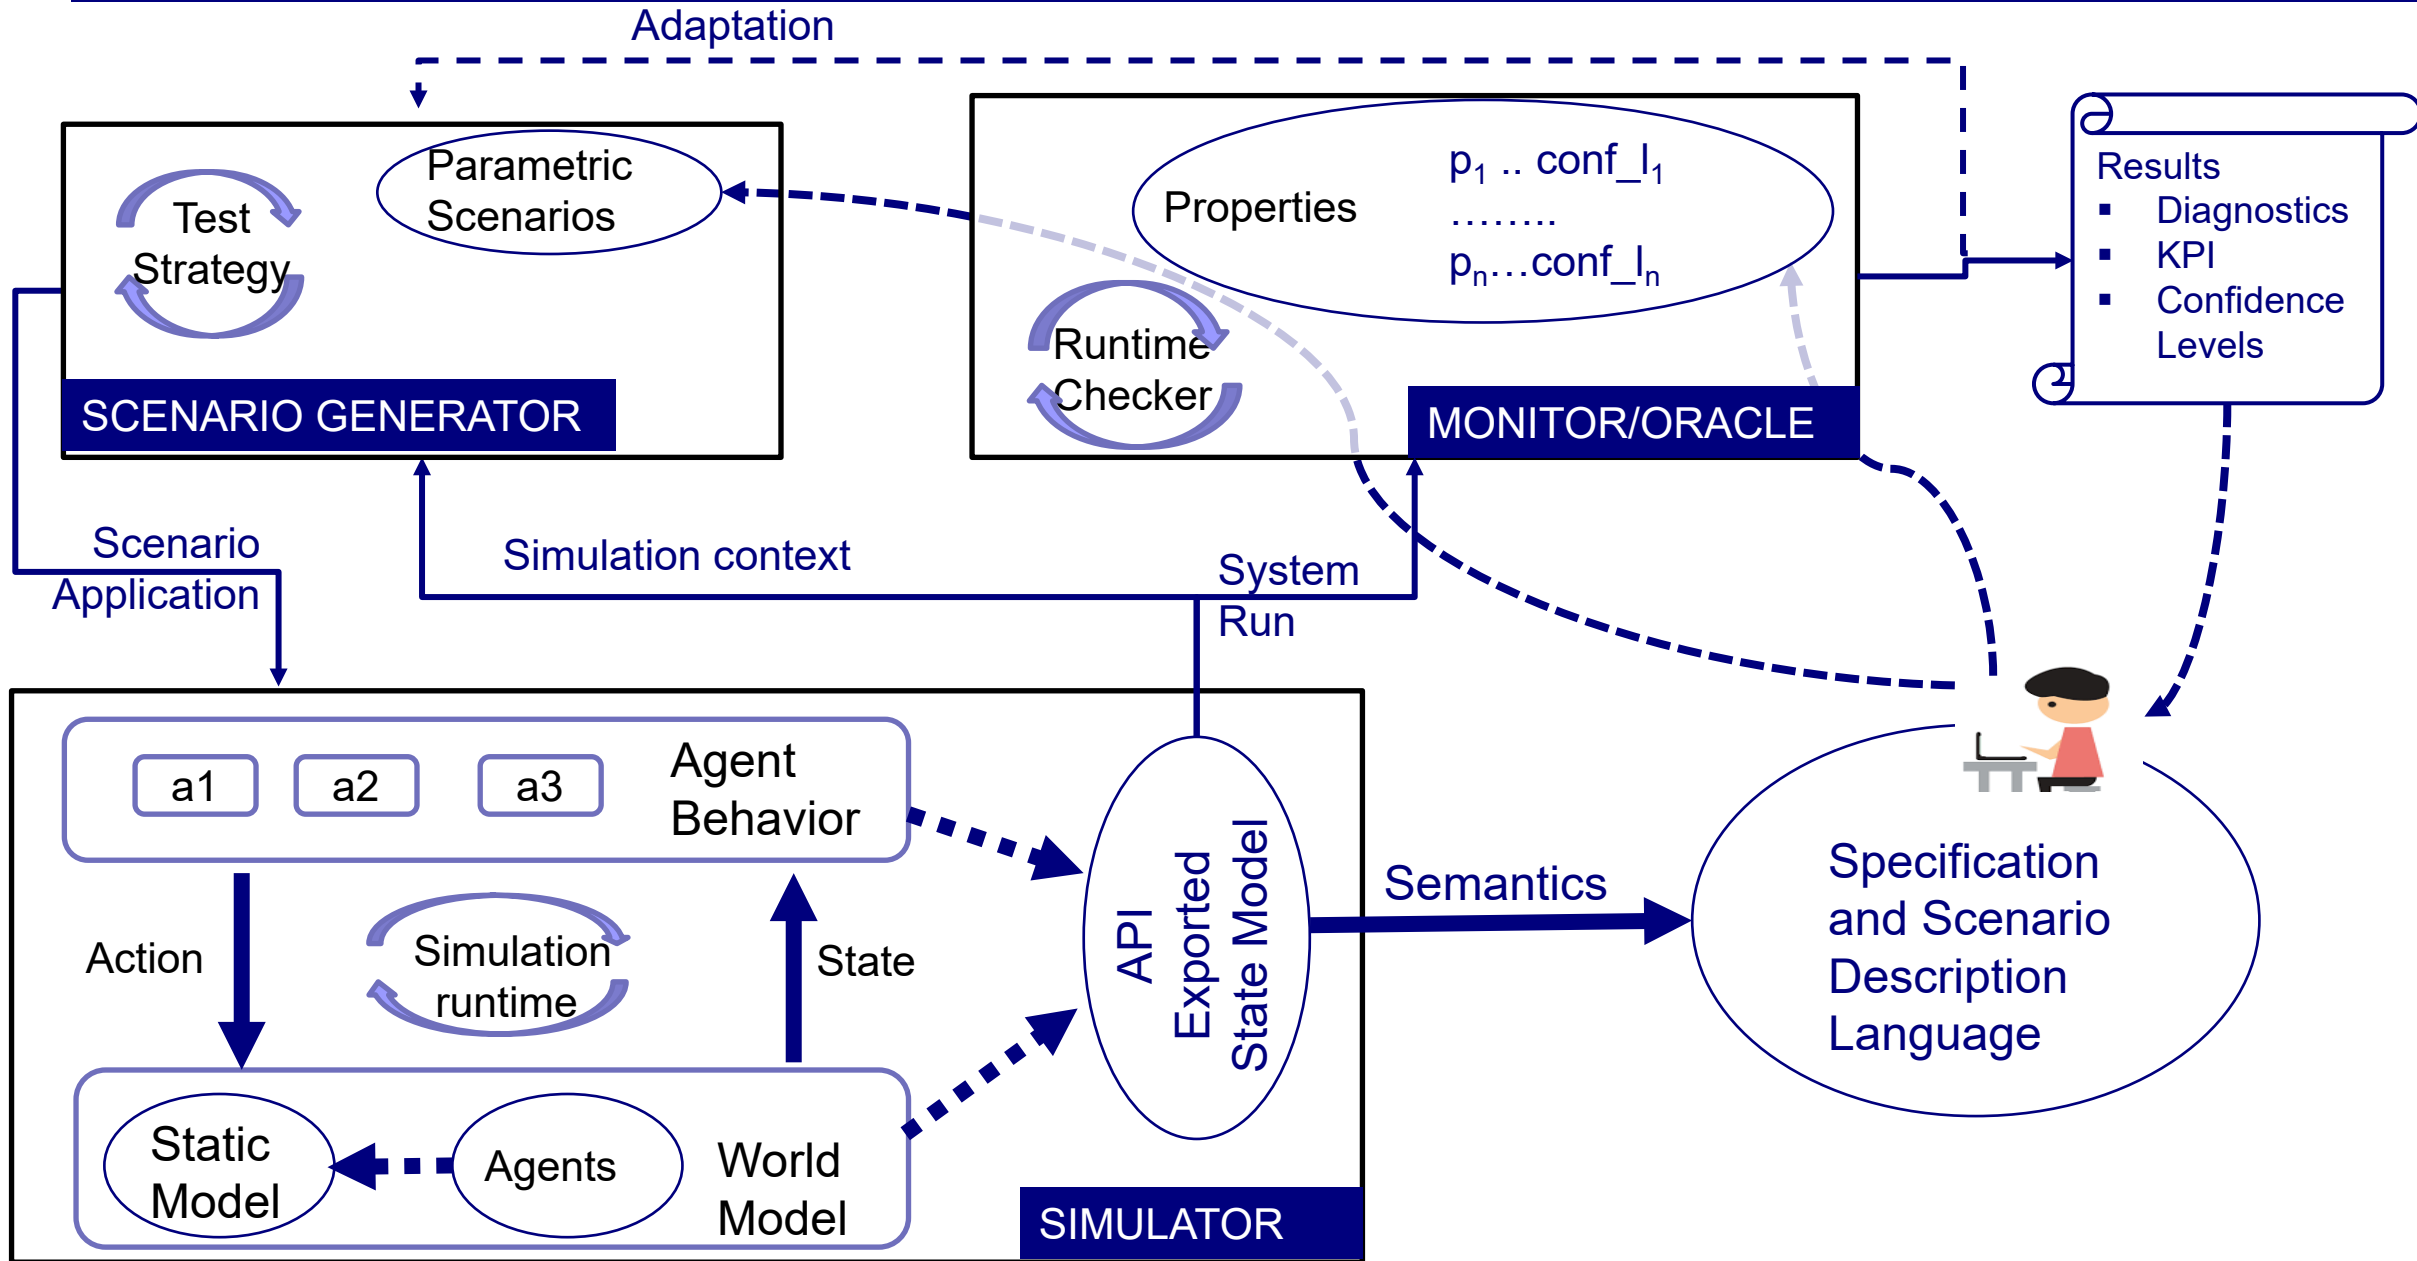 Adaptation
Parametric
Scenarios
Test
Strategy
SCENARIO GENERATOR
Properties
p1 .. conf_l1
........
pn...conf_ln
Runtime
Checker
MONITOR/ORACLE
Results
▪ Diagnostics
▪ KPI
▪ Confidence
Levels
Scenario
Application
Simulation context
System
Run
a1
a2
a3
Agent
Behavior
Action
Simulation
runtime
State
Static
Model
Agents
World
Model
API
Exported
State Model
SIMULATOR
Semantics
Specification
and Scenario
Description
Language